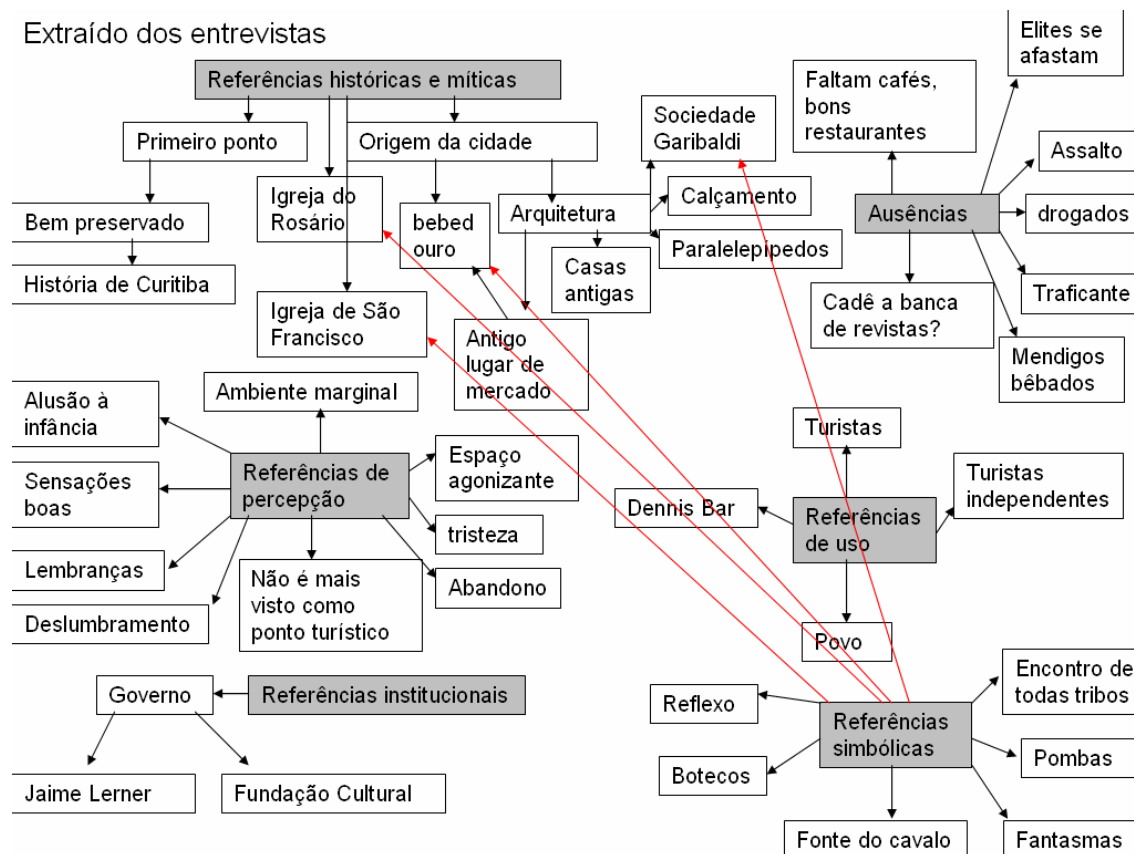 Extraído dos entrevistas
Elites se
afastam
Referências históricas e míticas
Faltam cafés,
bons
restaurantes
Sociedade
Garibaldi
Primeiro ponto
Origem da cidade
Assalto
Igreja do
Rosário
Calçamento
Bem preservado
bebed
ouro
Arquitetura
Ausências
drogados
Paralelepípedos
Casas
antigas
História de Curitiba
Igreja de São
Francisco
Cadê a banca
de revistas?
Traficante
Antigo
lugar de
mercado
Mendigos
bêbados
Ambiente marginal
Alusão à
infância
Turistas
Espaço
agonizante
Referências de
percepção
Sensações
boas
Turistas
independentes
Dennis Bar
Referências
de uso
tristeza
Lembranças
Não é mais
visto como
ponto turístico
Abandono
Deslumbramento
Povo
Encontro de
todas tribos
Governo
Referências institucionais
Reflexo
Referências
simbólicas
Pombas
Botecos
Jaime Lerner
Fundação Cultural
Fonte do cavalo
Fantasmas